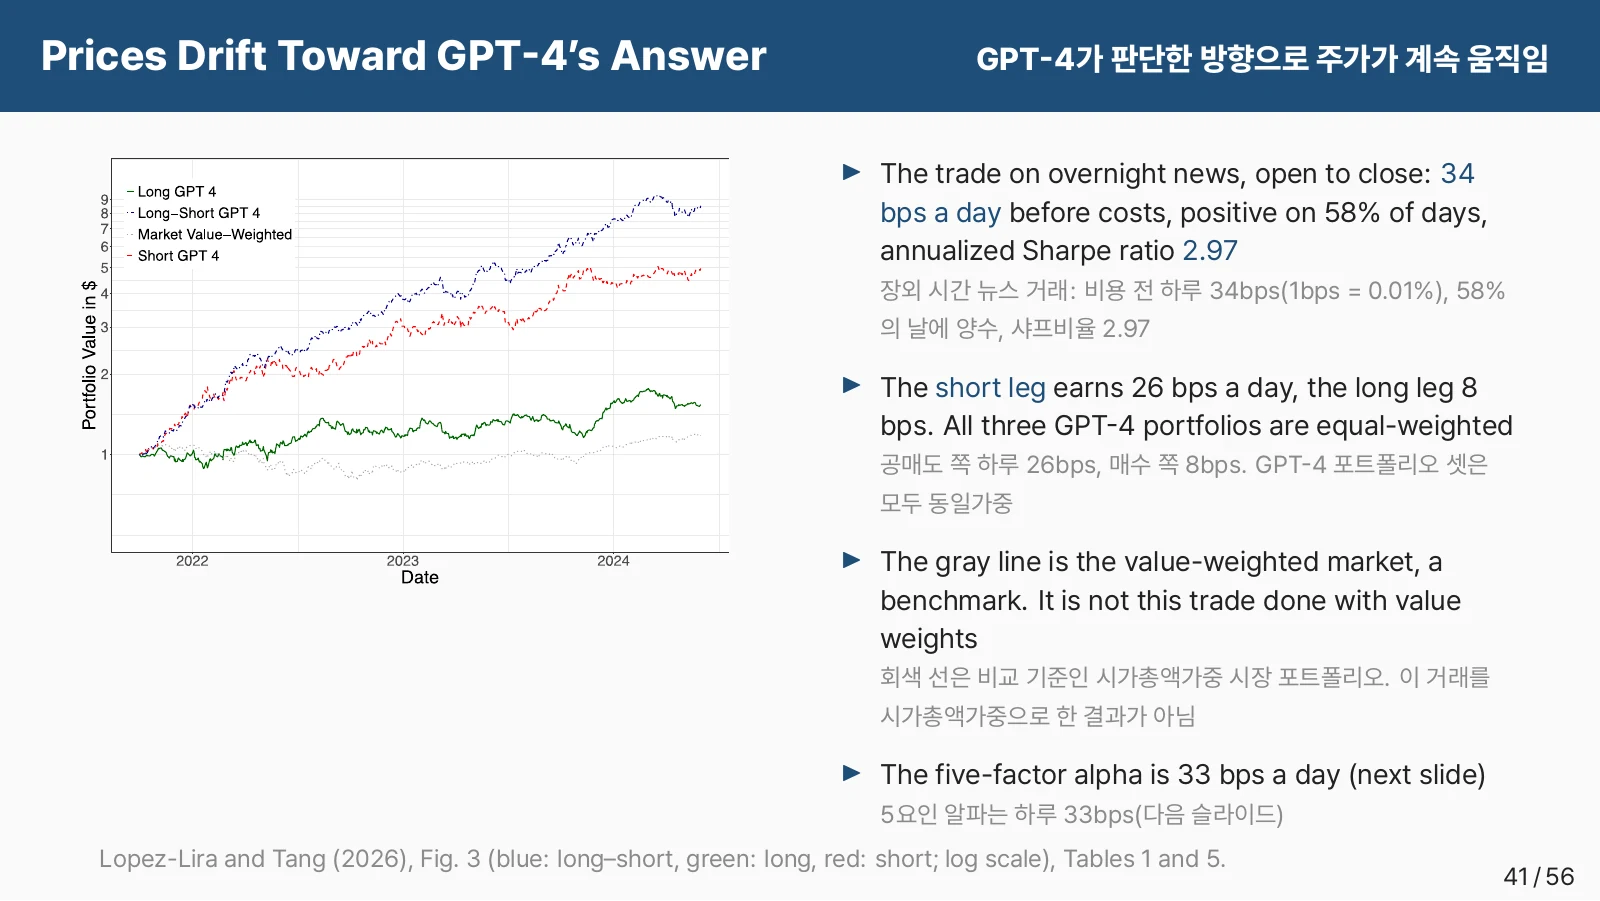 Prices Drift Toward GPT-4’s Answer
GPT-4가 판단한 방향으로 주가가 계속 움직임
Long GPT 4
Long–Short GPT 4
Market Value–Weighted
Short GPT 4
9
8
7
6
5
4
3
2
1
Portfolio Value in $
2022
2023
2024
Date
The trade on overnight news, open to close: 34
bps a day before costs, positive on 58% of days,
annualized Sharpe ratio 2.97
장외 시간 뉴스 거래: 비용 전 하루 34bps(1bps = 0.01%), 58%
의 날에 양수, 샤프비율 2.97
The short leg earns 26 bps a day, the long leg 8
bps. All three GPT-4 portfolios are equal-weighted
공매도 쪽 하루 26bps, 매수 쪽 8bps. GPT-4 포트폴리오 셋은
모두 동일가중
The gray line is the value-weighted market, a
benchmark. It is not this trade done with value
weights
회색 선은 비교 기준인 시가총액가중 시장 포트폴리오. 이 거래를
시가총액가중으로 한 결과가 아님
The five-factor alpha is 33 bps a day (next slide)
5요인 알파는 하루 33bps(다음 슬라이드)
Lopez-Lira and Tang (2026), Fig. 3 (blue: long–short, green: long, red: short; log scale), Tables 1 and 5.
41 / 56